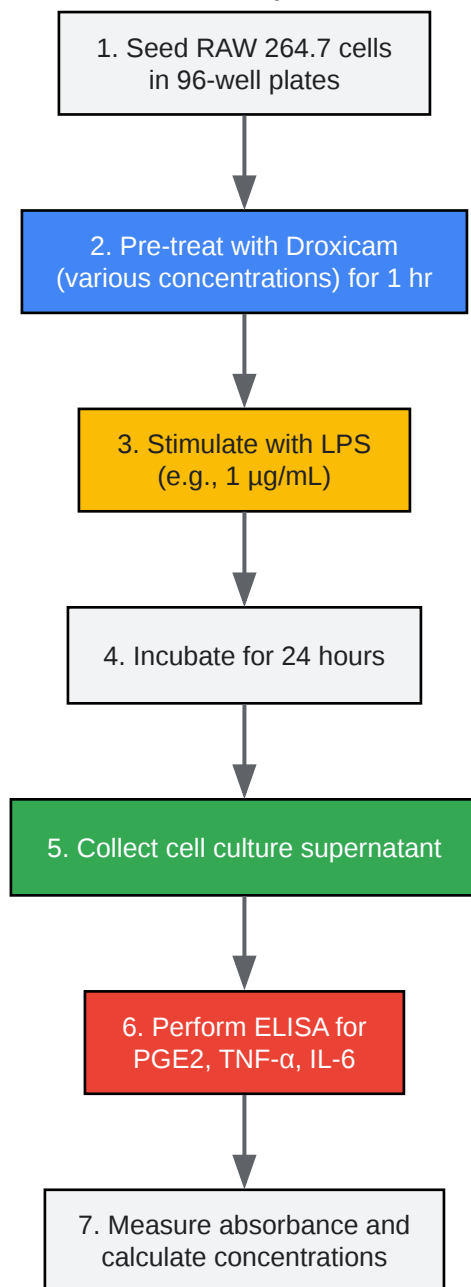 1. Seed RAW 264.7 cells
in 96-well plates
2. Pre-treat with Droxicam
(various concentrations) for 1 hr
3. Stimulate with LPS
(e.g., 1 µg/mL)
4. Incubate for 24 hours
5. Collect cell culture supernatant
6. Perform ELISA for
PGE2, TNF-α, IL-6
7. Measure absorbance and
calculate concentrations